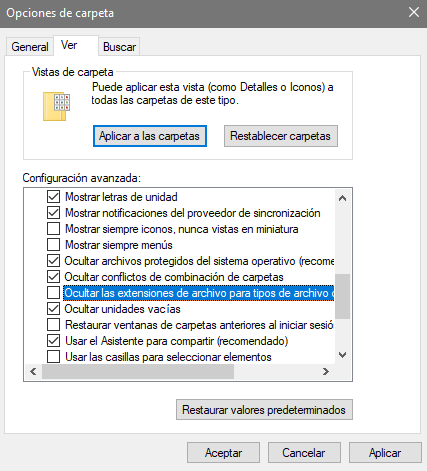 Opciones de carpeta
General
Ver
Buscar
Vistas de carpeta
Puede aplicar esta vista (como Detalles o Iconos) a
todas las carpetas de este tipo.
Aplicar a las carpetas
Restablecer carpetas
Configuración avanzada:
Mostrar letras de unidad
Mostrar notificaciones del proveedor de sincronización
Mostrar siempre iconos, nunca vistas en miniatura
Mostrar siempre menús
Ocultar archivos protegidos del sistema operativo (recome
Ocultar conflictos de combinación de carpetas
Ocultar las extensiones de archivo para tipos de archivo c
Ocultar unidades vacías
Restaurar ventanas de carpetas anteriores al iniciar sesió
Usar el Asistente para compartir (recomendado)
Usar las casillas para seleccionar elementos
Restaurar valores predeterminados
Aceptar
Cancelar
Aplicar